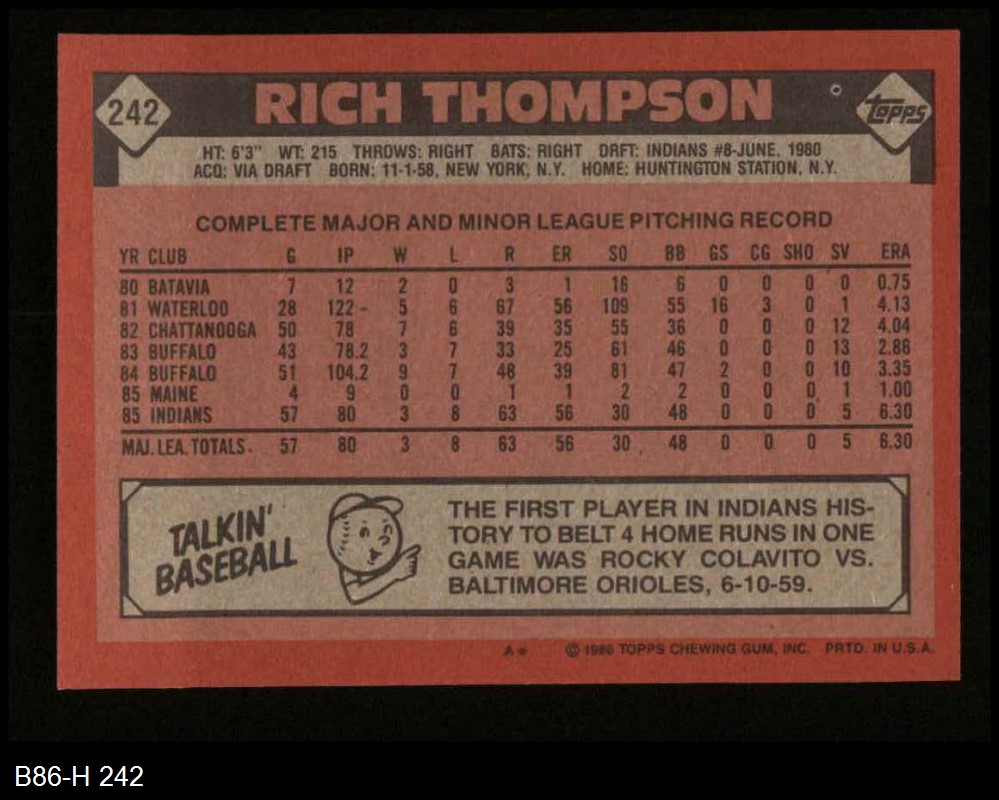 242
RICH THOMPSON
Topps
HT: 6'3" WT: 215 THROWS: RIGHT BATS: RIGHT DRFT: INDIANS #8-JUNE, 1980
ACQ: VIA DRAFT BORN: 11-1-58, NEW YORK, N.Y. HOME: HUNTINGTON STATION, N.Y.
COMPLETE MAJOR AND MINOR LEAGUE PITCHING RECORD
YR CLUB G IP W L R ER SO BB GS CG SHO SV ERA
80 BATAVIA 7 12 2 0 3 1 16 6 0 0 0 0 0.75
81 WATERLOO 28 122 5 6 67 56 109 55 16 3 0 1 4.13
82 CHATTANOOGA 50 78 7 6 39 35 55 36 0 0 0 12 4.04
83 BUFFALO 43 78.2 3 7 33 25 61 46 0 0 0 13 2.86
84 BUFFALO 51 104.2 9 7 48 39 81 47 2 0 0 10 3.35
85 MAINE 4 9 0 0 1 1 2 2 0 0 0 1 1.00
85 INDIANS 57 80 3 8 63 56 30 48 0 0 0 5 6.30
MAJ. LEA. TOTALS 57 80 3 8 63 56 30 48 0 0 0 5 6.30
TALKIN'
BASEBALL
THE FIRST PLAYER IN INDIANS HIS-
TORY TO BELT 4 HOME RUNS IN ONE
GAME WAS ROCKY COLAVITO VS.
BALTIMORE ORIOLES, 6-10-59.
A* © 1986 TOPPS CHEWING GUM, INC. PRTD. IN U.S.A.
B86-H 242